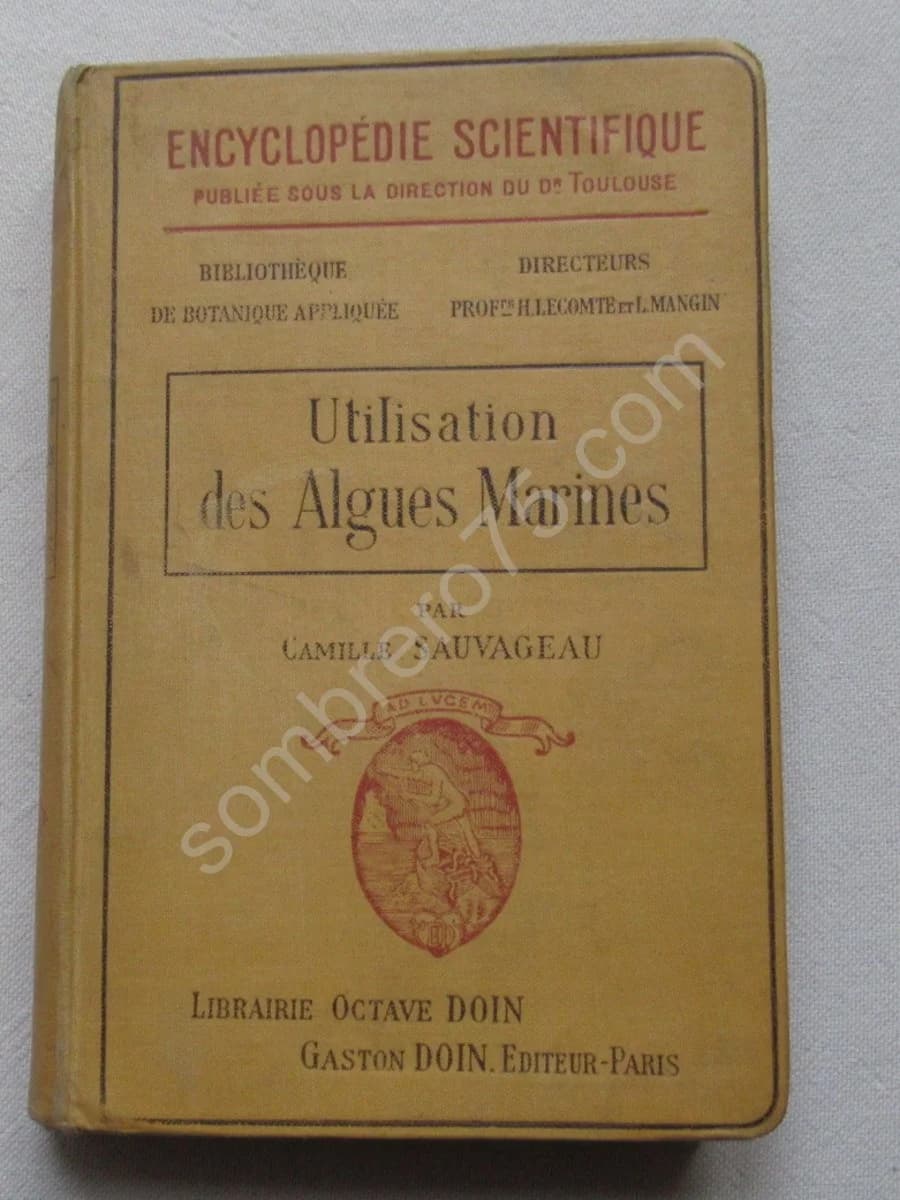 ENCYCLOPÉDIE SCIENTIFIQUE
PUBLIÉE SOUS LA DIRECTION DU DR TOULOUSE
BIBLIOTHÈQUE
DE BOTANIQUE APPLIQUÉE
DIRECTEURS
PROFRS H. LECOMTE ET L. MANGIN
Utilisation
des Algues Marines
PAR
CAMILLE SAUVAGEAU
AD LVCEM
LIBRAIRIE OCTAVE DOIN
GASTON DOIN. EDITEUR-PARIS
sombrero75.com